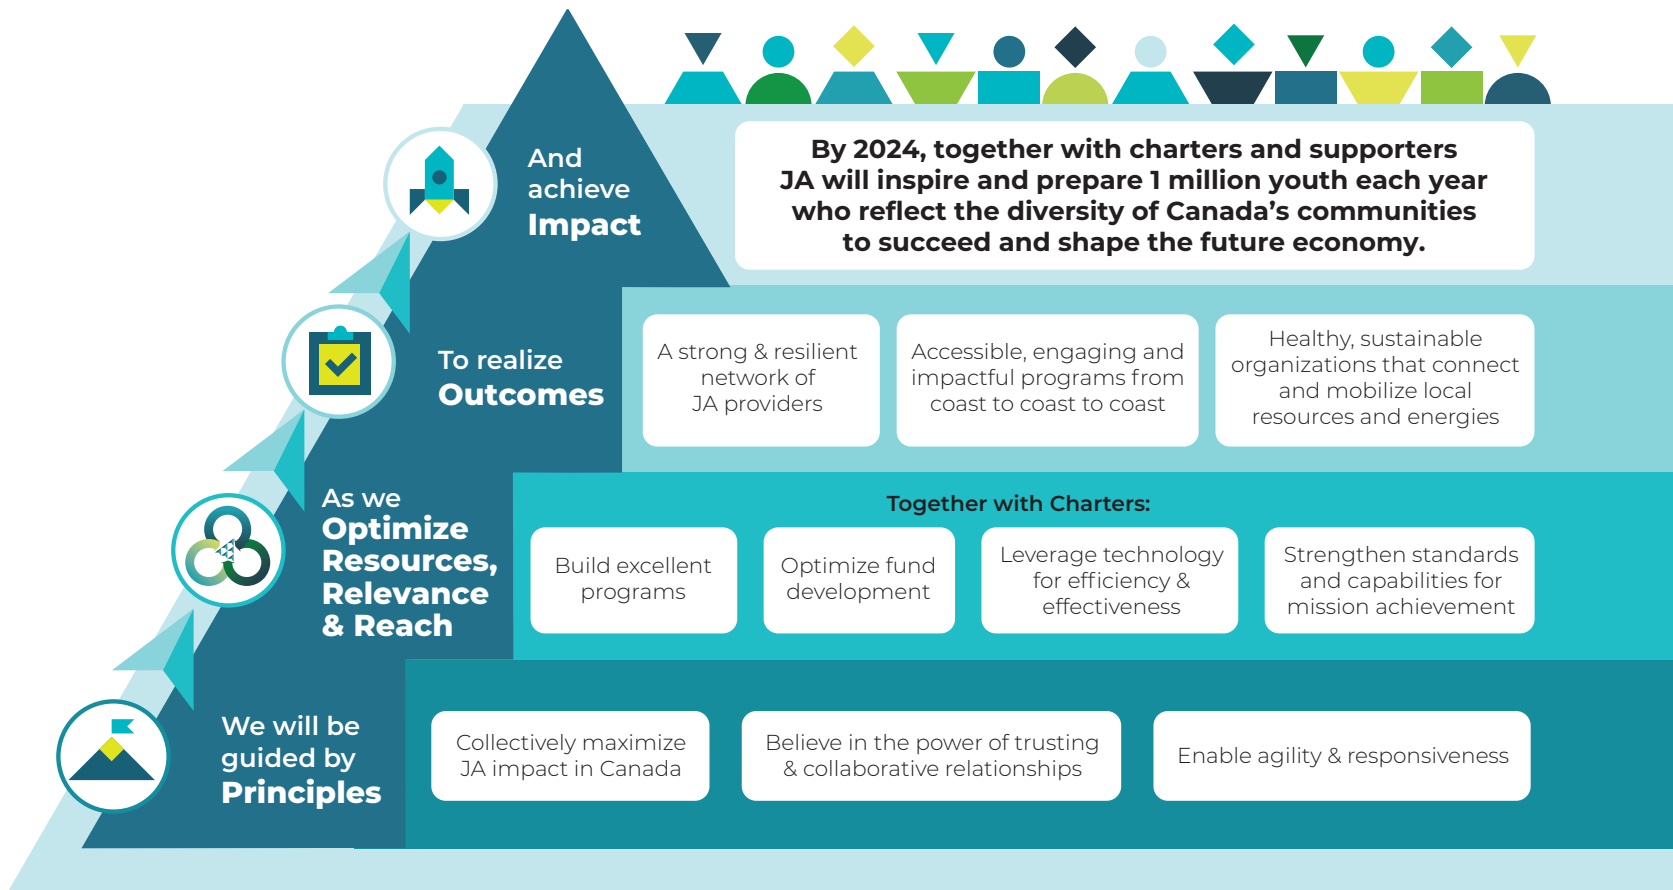 And
achieve
Impact
By 2024, together with charters and supporters
JA will inspire and prepare 1 million youth each year
who reflect the diversity of Canada's communities
to succeed and shape the future economy.
To realize
Outcomes
A strong & resilient
network of
JA providers
Accessible, engaging and
impactful programs from
coast to coast to coast
Healthy, sustainable
organizations that connect
and mobilize local
resources and energies
As we
Optimize
Resources,
Relevance
& Reach
Together with Charters:
Build excellent
programs
Optimize fund
development
Leverage technology
for efficiency &
effectiveness
Strengthen standards
and capabilities for
mission achievement
We will be
guided by
Principles
Collectively maximize
JA impact in Canada
Believe in the power of trusting
& collaborative relationships
Enable agility & responsiveness